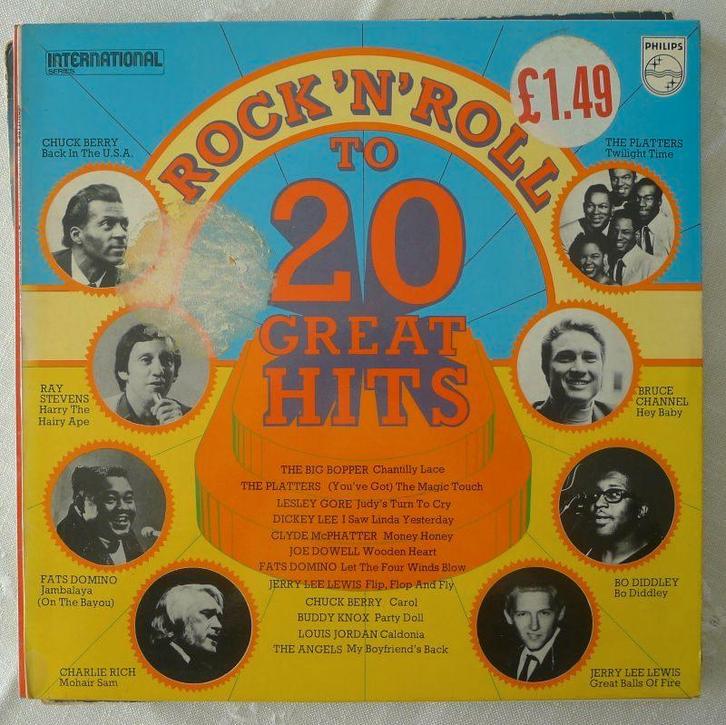 INTERNATIONAL
SERIES
PHILIPS
£1.49
ROCK 'N' ROLL
TO
20
GREAT
HITS
CHUCK BERRY
Back In The U.S.A.
THE PLATTERS
Twilight Time
RAY
STEVENS
Harry The
Hairy Ape
BRUCE
CHANNEL
Hey Baby
FATS DOMINO
Jambalaya
(On The Bayou)
BO DIDDLEY
Bo Diddley
CHARLIE RICH
Mohair Sam
JERRY LEE LEWIS
Great Balls Of Fire
THE BIG BOPPER Chantilly Lace
THE PLATTERS (You've Got) The Magic Touch
LESLEY GORE Judy's Turn To Cry
DICKEY LEE I Saw Linda Yesterday
CLYDE McPHATTER Money Honey
JOE DOWELL Wooden Heart
FATS DOMINO Let The Four Winds Blow
JERRY LEE LEWIS Flip, Flop And Fly
CHUCK BERRY Carol
BUDDY KNOX Party Doll
LOUIS JORDAN Caldonia
THE ANGELS My Boyfriend's Back